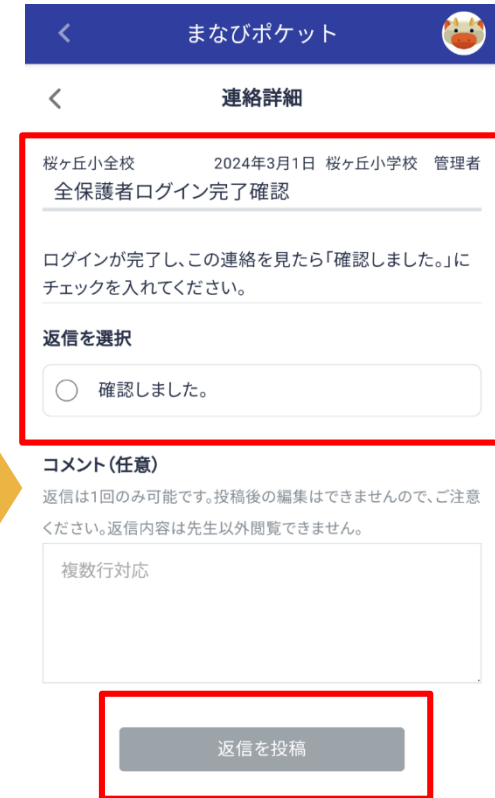 まなびポケット
連絡詳細
桜ヶ丘小全校 2024年3月1日 桜ヶ丘小学校 管理者
全保護者ログイン完了確認
ログインが完了し、この連絡を見たら「確認しました。」に
チェックを入れてください。
返信を選択
確認しました。
コメント(任意)
返信は1回のみ可能です。投稿後の編集はできませんので、ご注意
ください。返信内容は先生以外閲覧できません。
複数行対応
返信を投稿